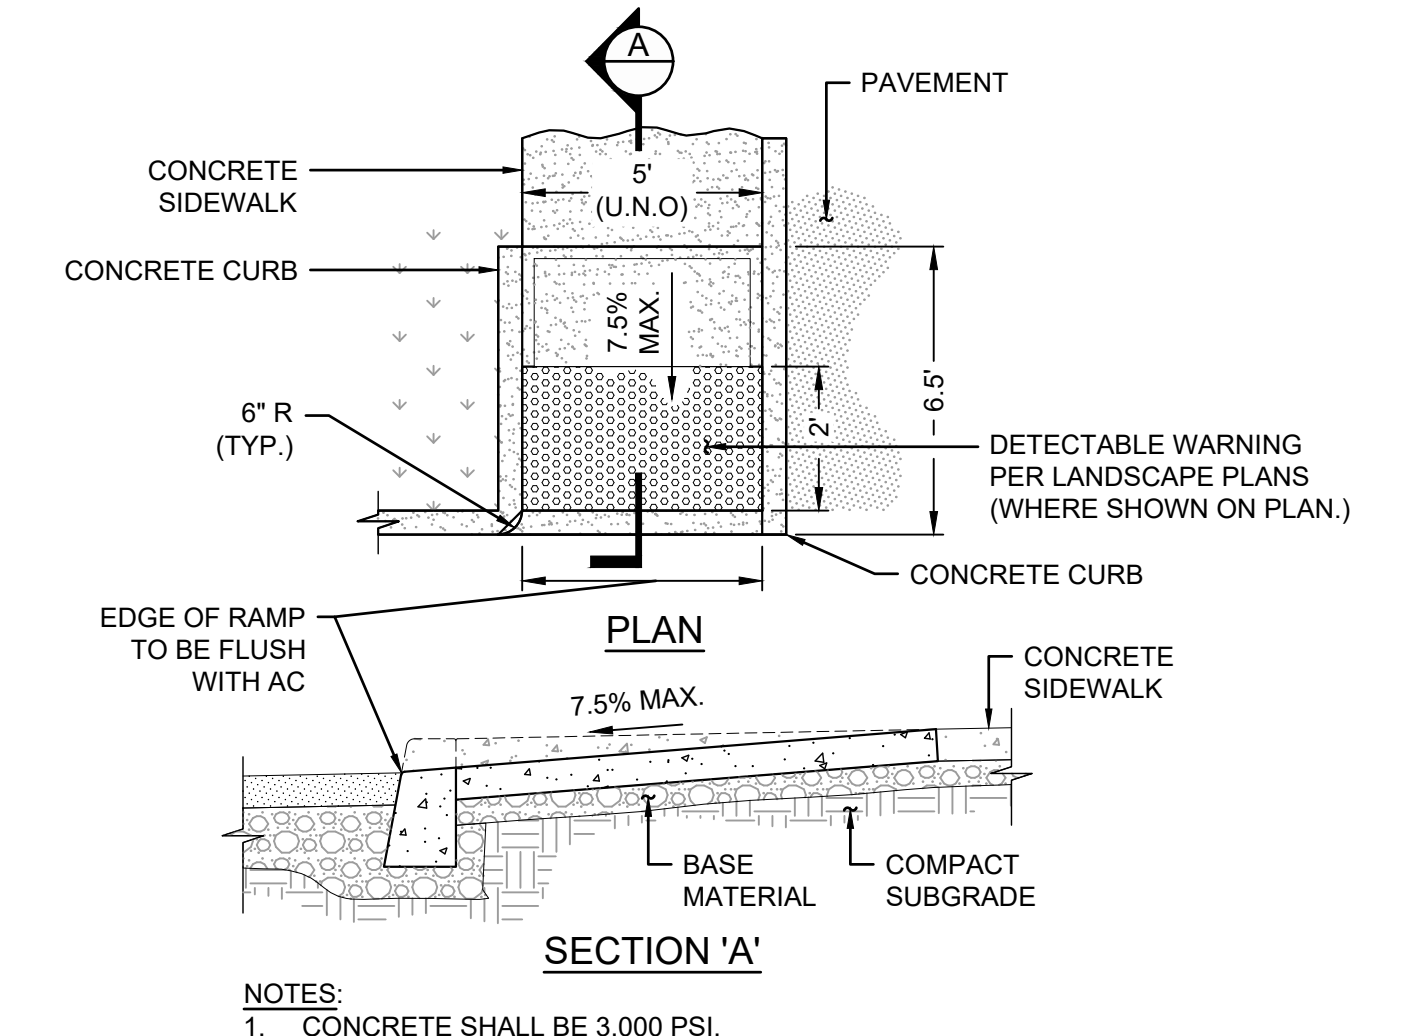 A
PAVEMENT
CONCRETE
SIDEWALK
5'
(U.N.O)
CONCRETE CURB
7.5%
MAX.
6.5'
2'
6" R
(TYP.)
DETECTABLE WARNING
PER LANDSCAPE PLANS
(WHERE SHOWN ON PLAN.)
CONCRETE CURB
EDGE OF RAMP
TO BE FLUSH
WITH AC
PLAN
CONCRETE
SIDEWALK
7.5% MAX.
BASE
MATERIAL
COMPACT
SUBGRADE
SECTION 'A'
NOTES:
1. CONCRETE SHALL BE 3,000 PSI.